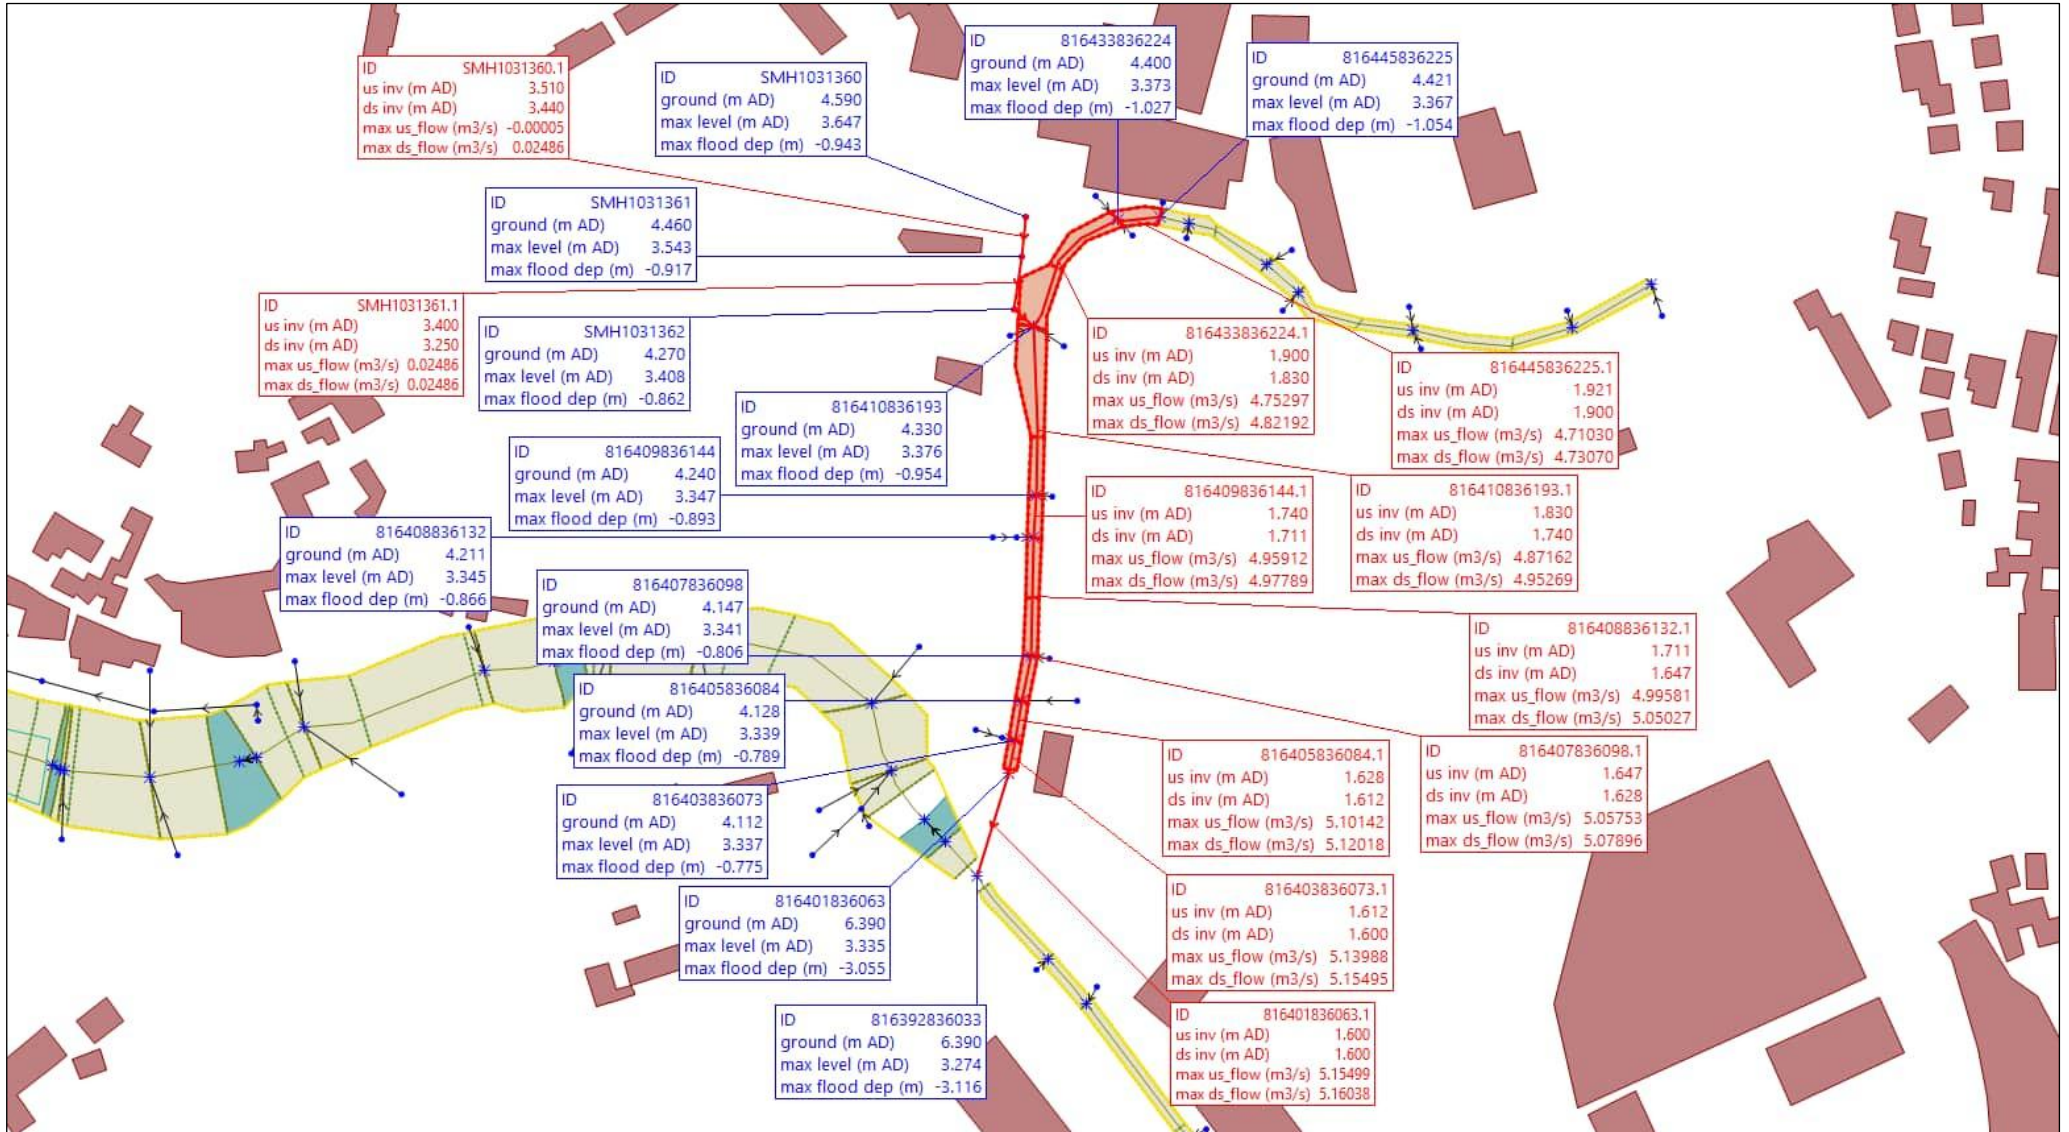 ID SMH1031360.1
us inv (m AD) 3.510
ds inv (m AD) 3.440
max us_flow (m3/s) -0.00005
max ds_flow (m3/s) 0.02486
ID SMH1031360
ground (m AD) 4.590
max level (m AD) 3.647
max flood dep (m) -0.943
ID 816433836224
ground (m AD) 4.400
max level (m AD) 3.373
max flood dep (m) -1.027
ID 816445836225
ground (m AD) 4.421
max level (m AD) 3.367
max flood dep (m) -1.054
ID SMH1031361
ground (m AD) 4.460
max level (m AD) 3.543
max flood dep (m) -0.917
ID SMH1031361.1
us inv (m AD) 3.400
ds inv (m AD) 3.250
max us_flow (m3/s) 0.02486
max ds_flow (m3/s) 0.02486
ID SMH1031362
ground (m AD) 4.270
max level (m AD) 3.408
max flood dep (m) -0.862
ID 816433836224.1
us inv (m AD) 1.900
ds inv (m AD) 1.830
max us_flow (m3/s) 4.75297
max ds_flow (m3/s) 4.82192
ID 816445836225.1
us inv (m AD) 1.921
ds inv (m AD) 1.900
max us_flow (m3/s) 4.71030
max ds_flow (m3/s) 4.73070
ID 816410836193
ground (m AD) 4.330
max level (m AD) 3.376
max flood dep (m) -0.954
ID 816409836144
ground (m AD) 4.240
max level (m AD) 3.347
max flood dep (m) -0.893
ID 816409836144.1
us inv (m AD) 1.740
ds inv (m AD) 1.711
max us_flow (m3/s) 4.95912
max ds_flow (m3/s) 4.97789
ID 816410836193.1
us inv (m AD) 1.830
ds inv (m AD) 1.740
max us_flow (m3/s) 4.87162
max ds_flow (m3/s) 4.95269
ID 816408836132
ground (m AD) 4.211
max level (m AD) 3.345
max flood dep (m) -0.866
ID 816407836098
ground (m AD) 4.147
max level (m AD) 3.341
max flood dep (m) -0.806
ID 816408836132.1
us inv (m AD) 1.711
ds inv (m AD) 1.647
max us_flow (m3/s) 4.99581
max ds_flow (m3/s) 5.05027
ID 816405836084
ground (m AD) 4.128
max level (m AD) 3.339
max flood dep (m) -0.789
ID 816405836084.1
us inv (m AD) 1.628
ds inv (m AD) 1.612
max us_flow (m3/s) 5.10142
max ds_flow (m3/s) 5.12018
ID 816407836098.1
us inv (m AD) 1.647
ds inv (m AD) 1.628
max us_flow (m3/s) 5.05753
max ds_flow (m3/s) 5.07896
ID 816403836073
ground (m AD) 4.112
max level (m AD) 3.337
max flood dep (m) -0.775
ID 816401836063
ground (m AD) 6.390
max level (m AD) 3.335
max flood dep (m) -3.055
ID 816403836073.1
us inv (m AD) 1.612
ds inv (m AD) 1.600
max us_flow (m3/s) 5.13988
max ds_flow (m3/s) 5.15495
ID 816392836033
ground (m AD) 6.390
max level (m AD) 3.274
max flood dep (m) -3.116
ID 816401836063.1
us inv (m AD) 1.600
ds inv (m AD) 1.600
max us_flow (m3/s) 5.15499
max ds_flow (m3/s) 5.16038